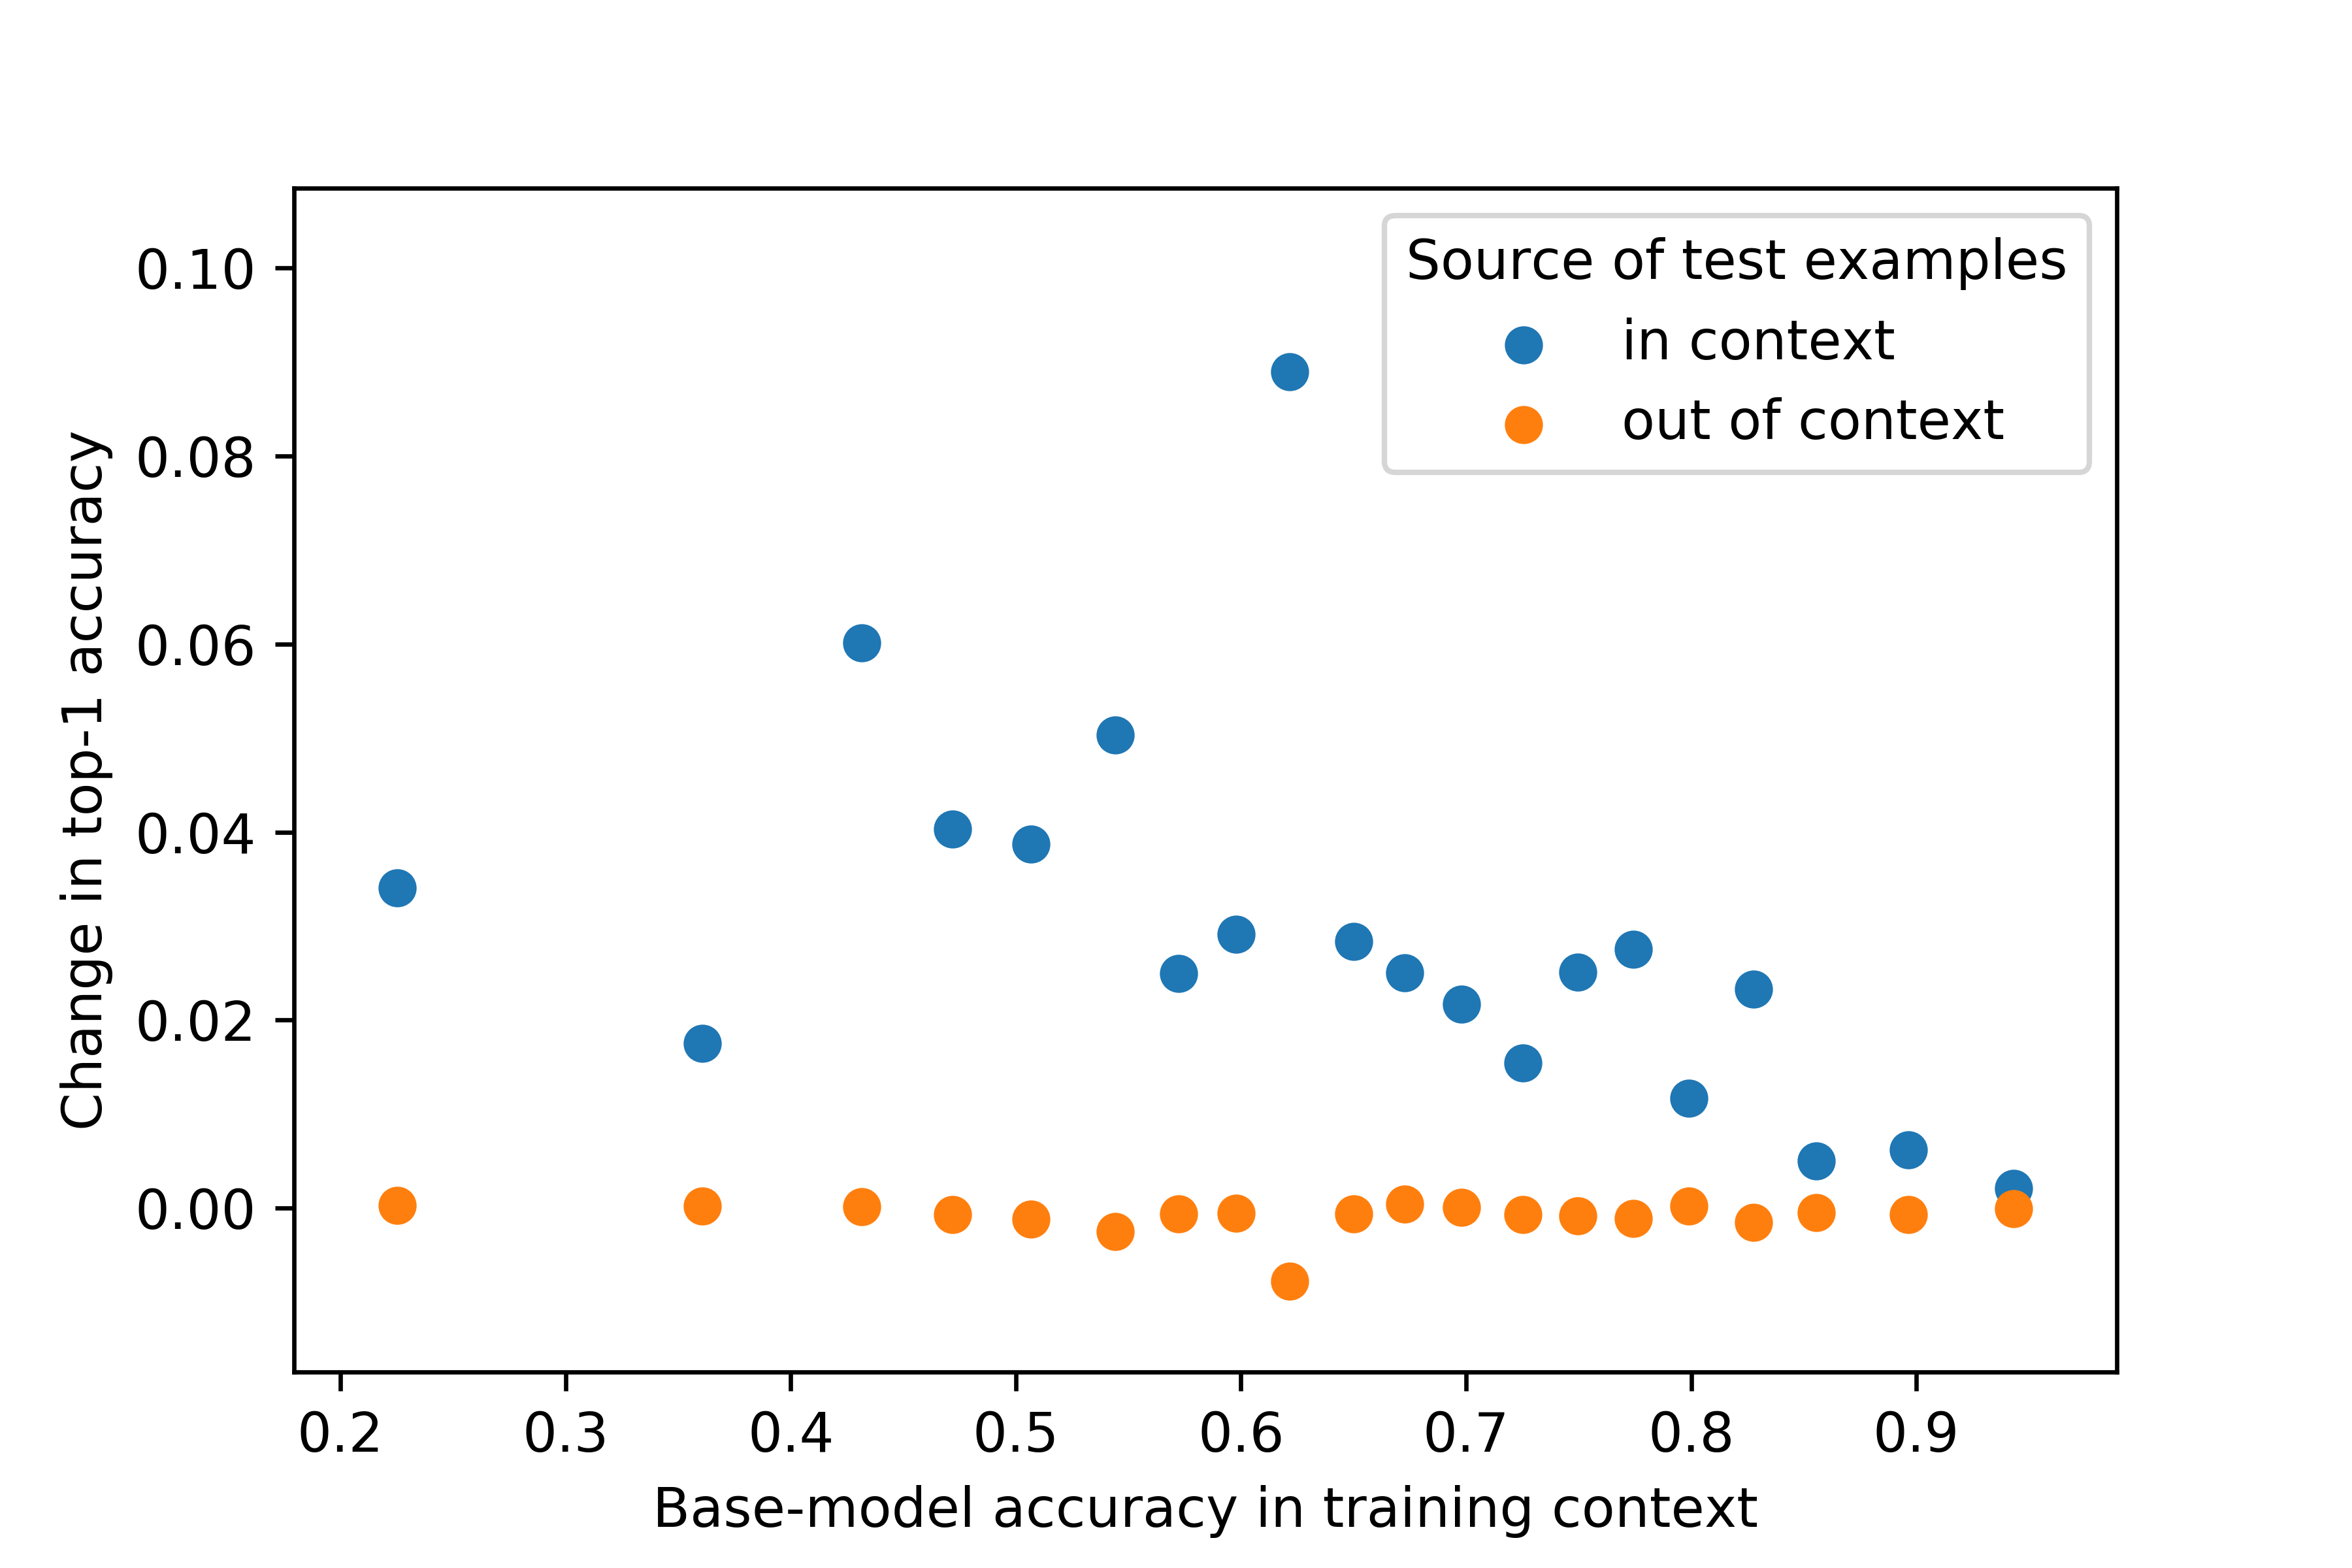 Source of test examples
in context
out of context
Change in top-1 accuracy
0.10
0.08
0.06
0.04
0.02
0.00
0.2 0.3 0.4 0.5 0.6 0.7 0.8 0.9
Base-model accuracy in training context